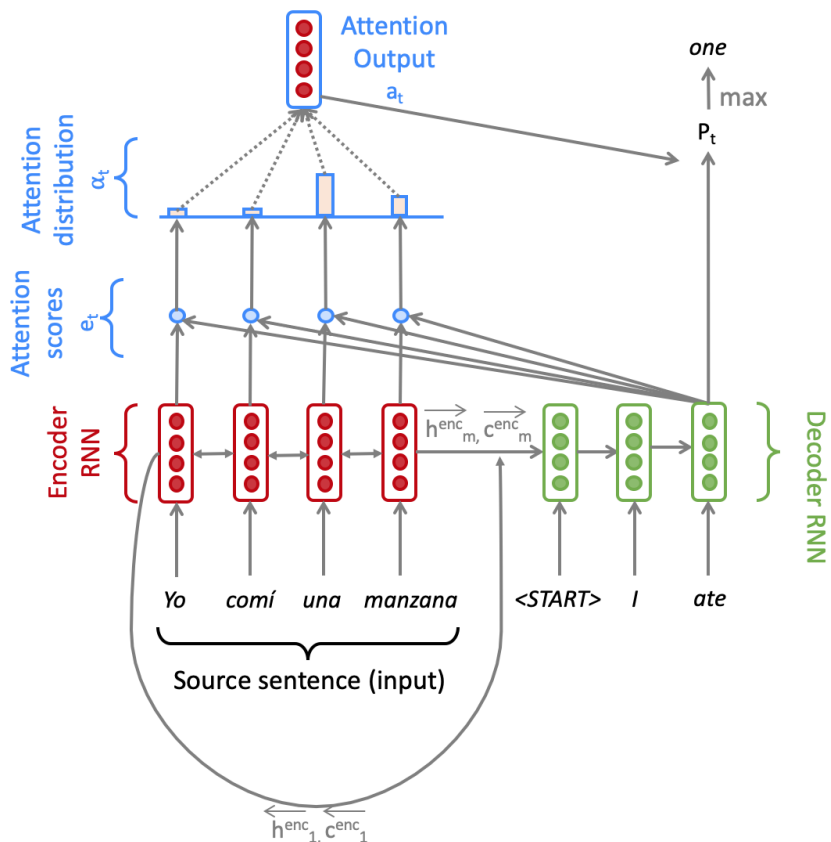 Attention
Output
a_t
one
max
P_t
Attention
distribution
α_t
Attention
scores
e_t
Encoder
RNN
h^enc_m, c^enc_m
Decoder RNN
Yo comí una manzana <START> I ate
Source sentence (input)
h^enc_1, c^enc_1